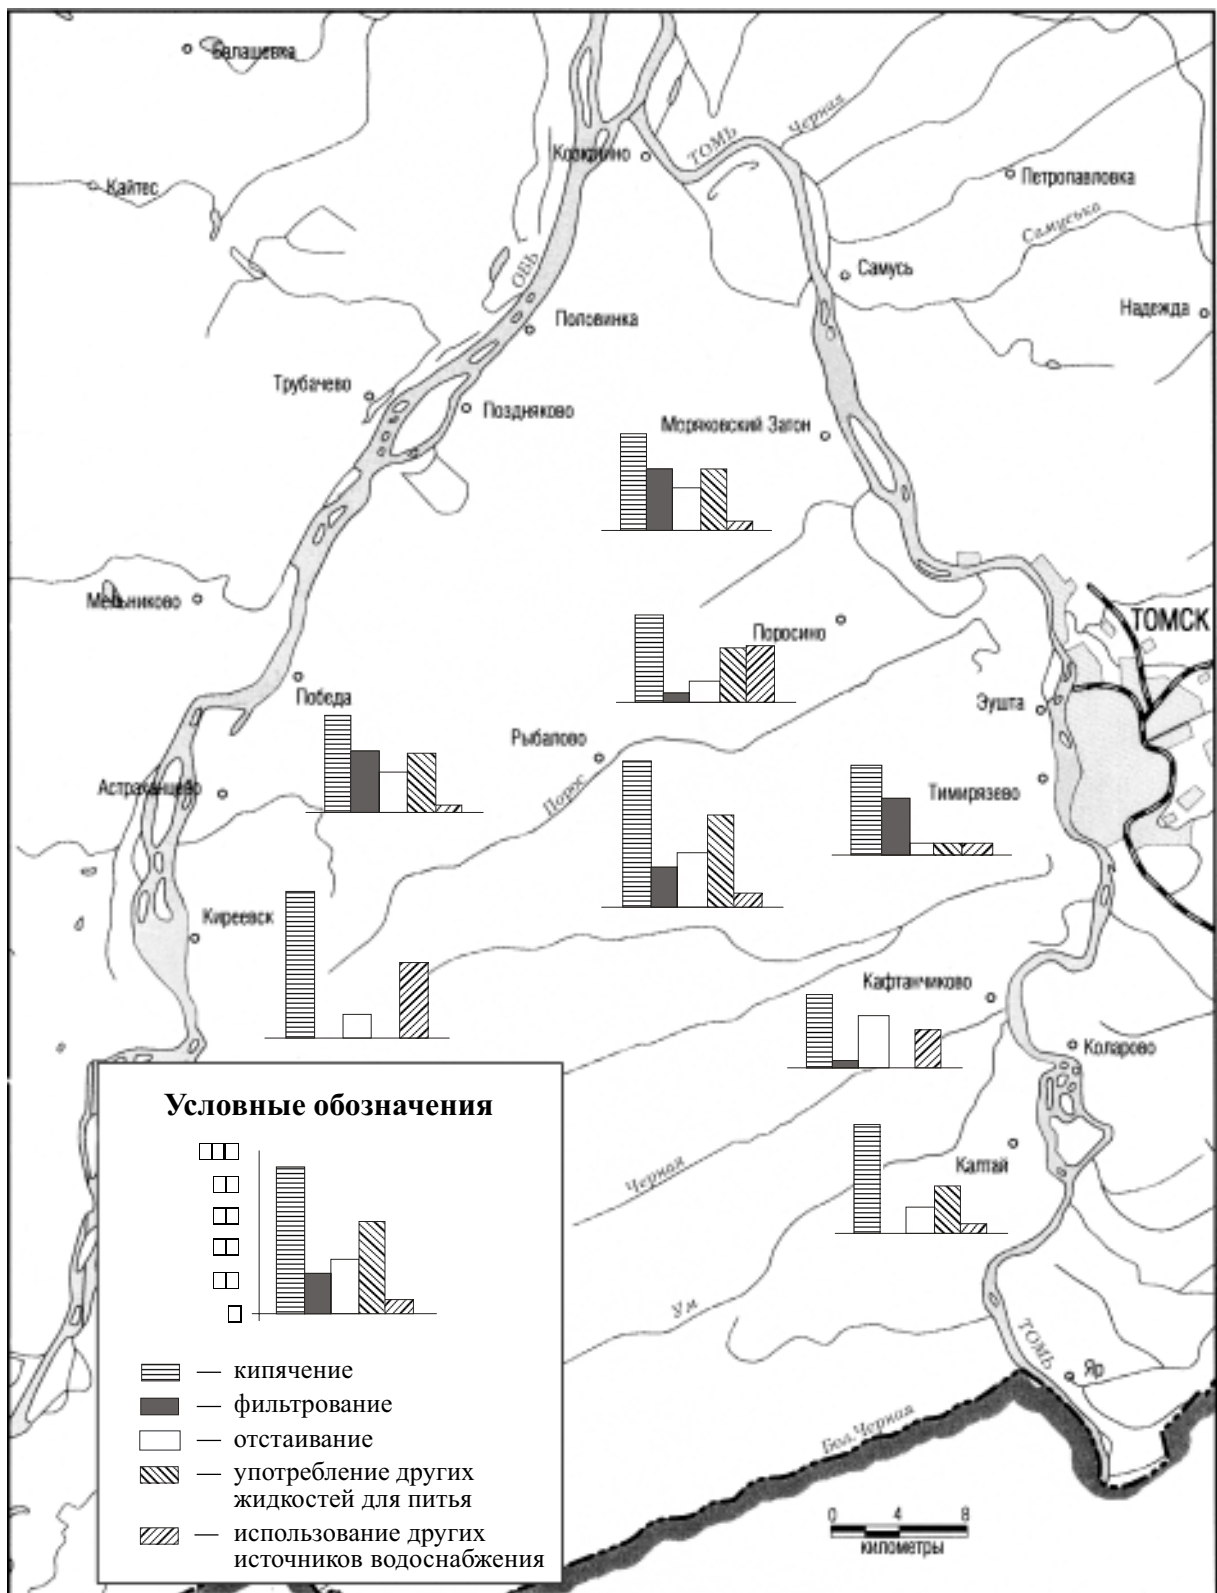 Балашевка
Кайтес
Козюлино
ТОМЬ
Черная
Петропавловка
Самуська
ОБЬ
Самусь
Половинка
Надежда
Трубачево
Поздняково
Моряковский Затон
Мельниково
Поросино
ТОМСК
Победа
Эушта
Рыбалово
Астраханцево
Порос
Тимирязево
Киреевск
Кафтанчиково
Коларово
Условные обозначения
Черная
Калтай
Ум
ТОМЬ
Яр
Бол.Черная
— кипячение
— фильтрование
— отстаивание
— употребление других
жидкостей для питья
— использование других
источников водоснабжения
0 4 8
километры